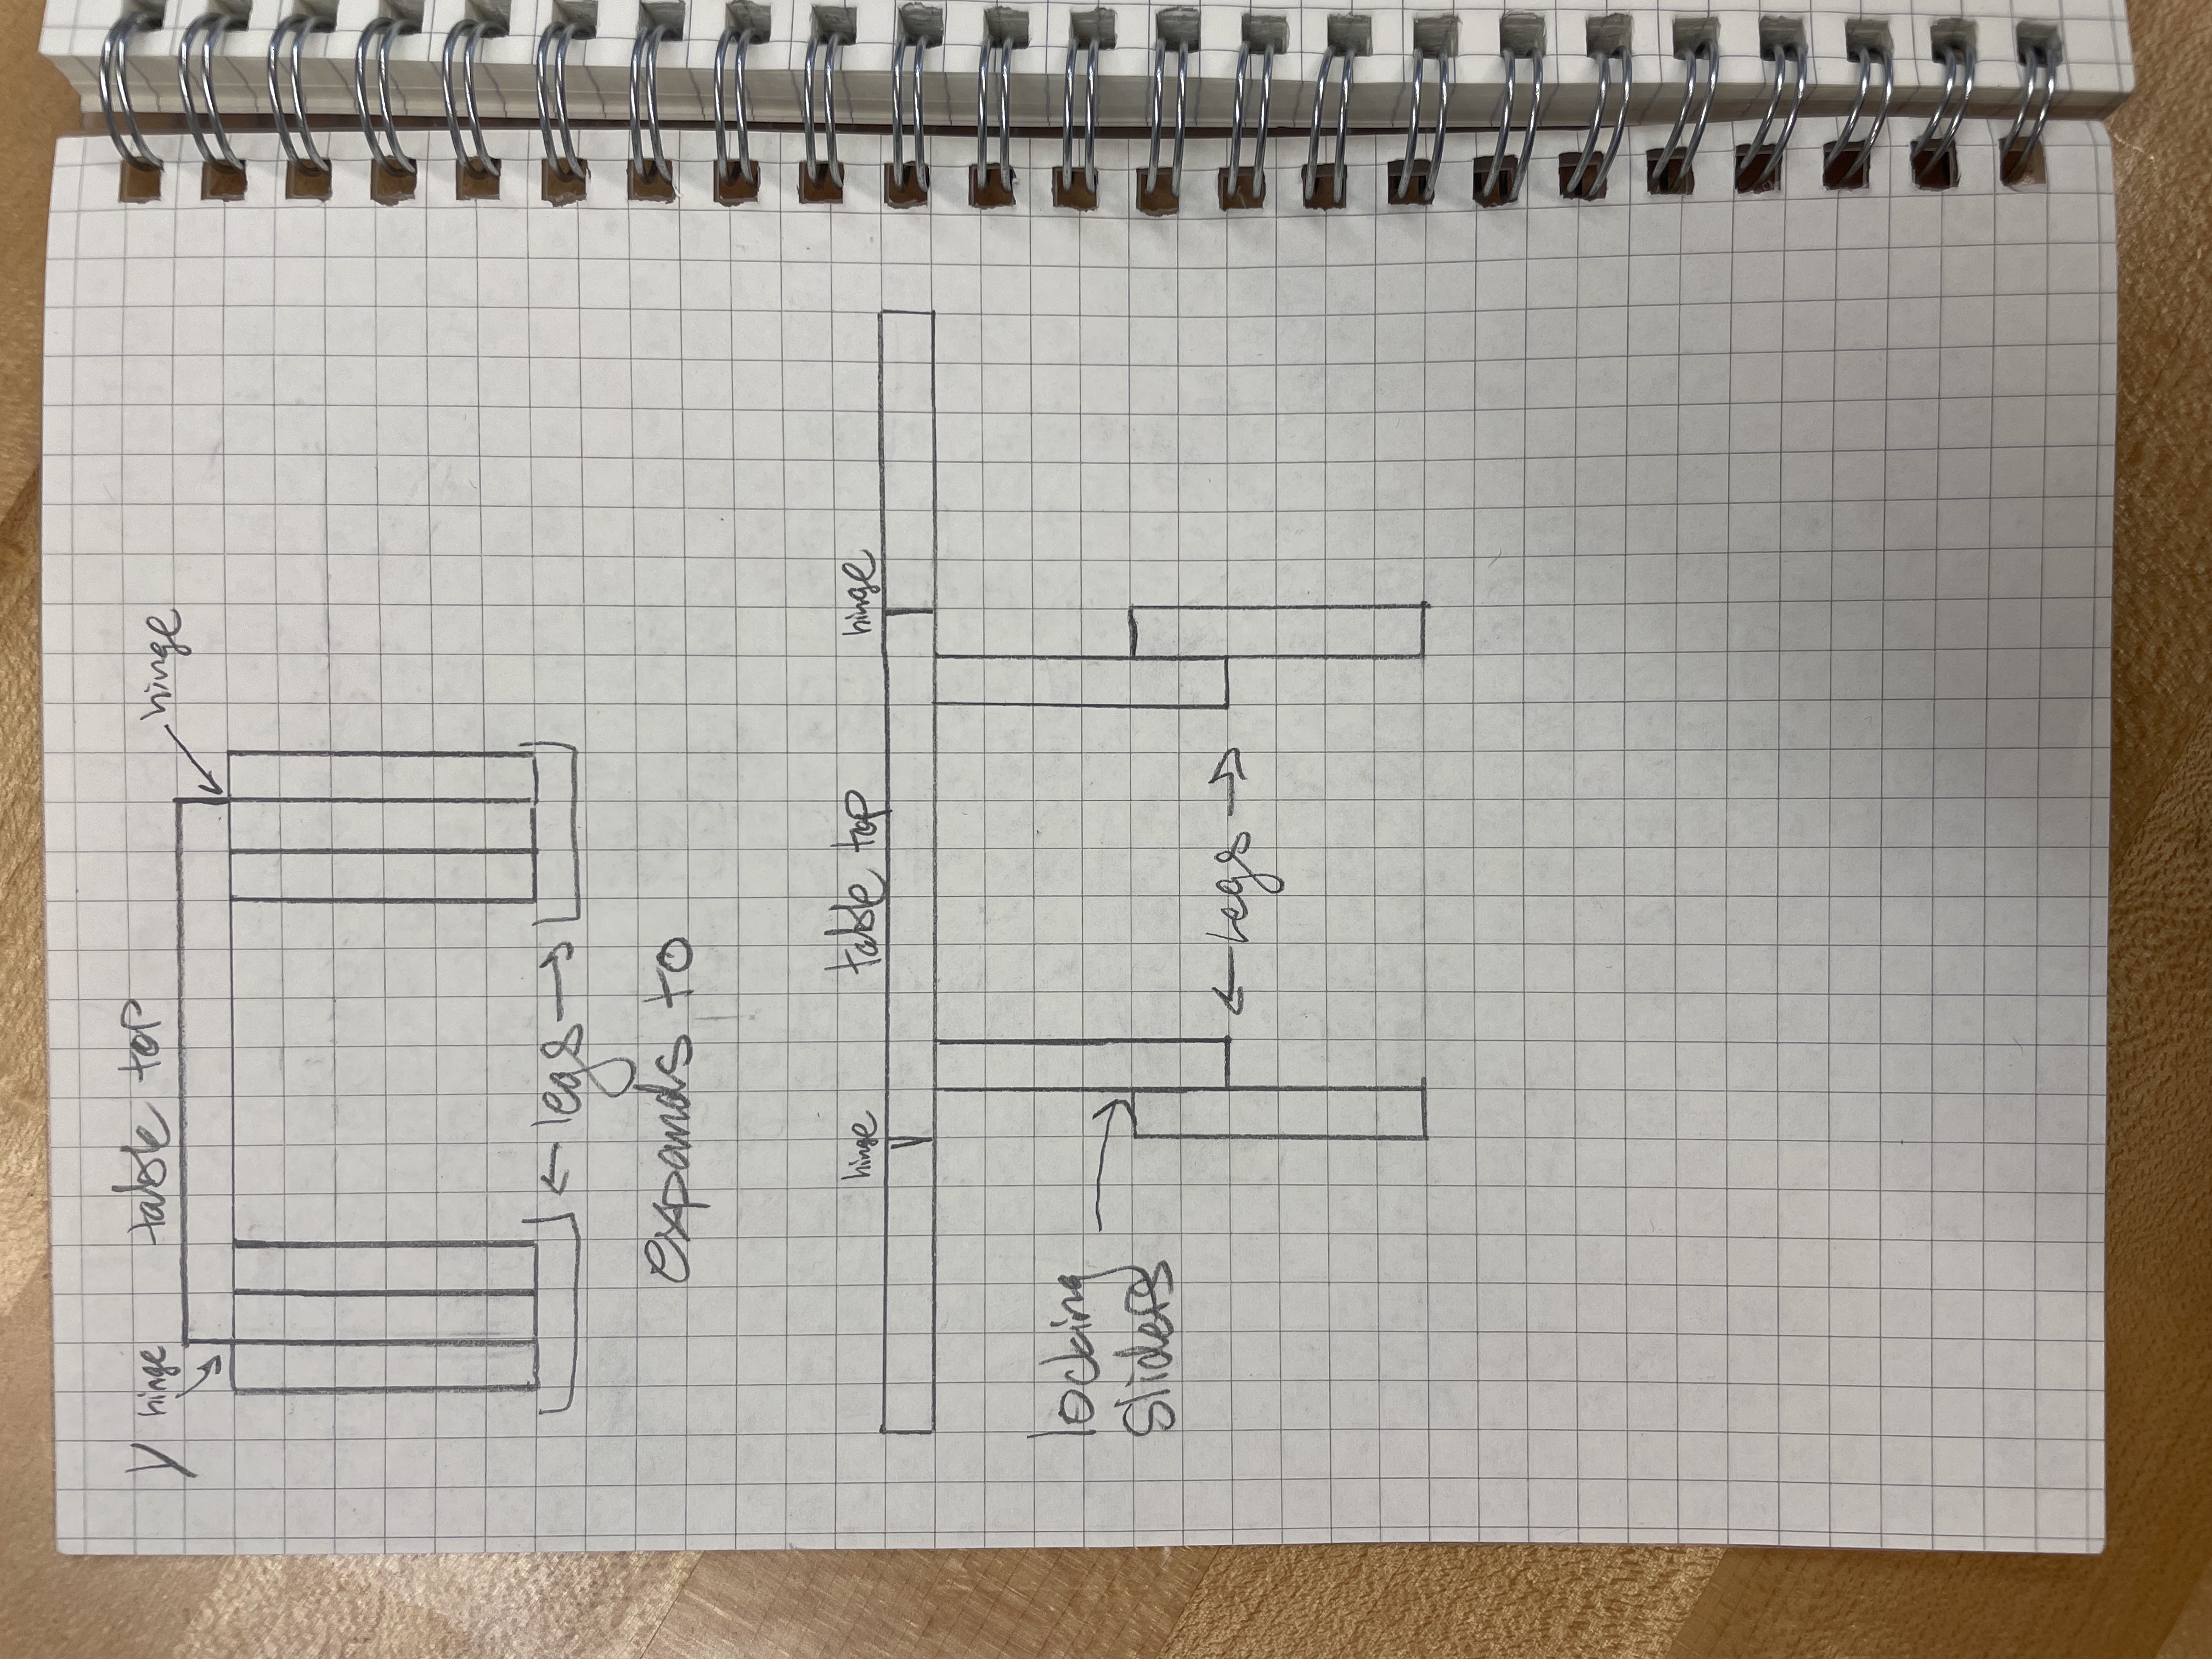 Y hinge table top hinge
← legs →
expands to
hinge table top hinge
locking
sliders
← Legs →